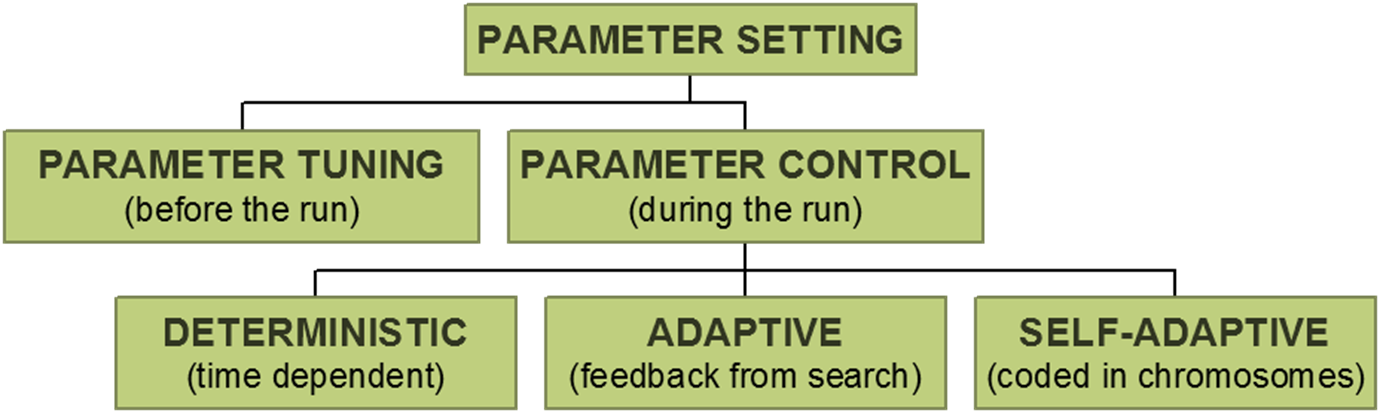 PARAMETER SETTING
PARAMETER TUNING
(before the run)
PARAMETER CONTROL
(during the run)
DETERMINISTIC
(time dependent)
ADAPTIVE
(feedback from search)
SELF-ADAPTIVE
(coded in chromosomes)